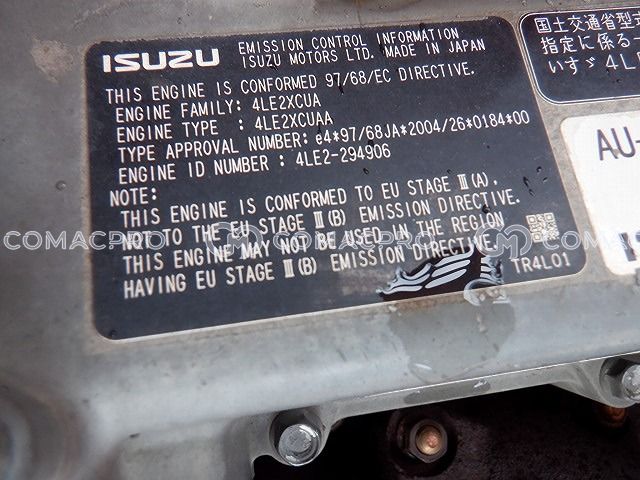 ISUZU EMISSION CONTROL INFORMATION
ISUZU MOTORS LTD. MADE IN JAPAN
THIS ENGINE IS CONFORMED 97/68/EC DIRECTIVE.
ENGINE FAMILY: 4LE2XCUA
ENGINE TYPE : 4LE2XCUAA
TYPE APPROVAL NUMBER: e4*97/68JA*2004/26*0184*00
ENGINE ID NUMBER : 4LE2-294906
NOTE:
THIS ENGINE IS CONFORMED TO EU STAGE Ⅲ(A),
NOT TO THE EU STAGE Ⅲ(B) EMISSION DIRECTIVE.
THIS ENGINE MAY NOT BE USED IN THE REGION
HAVING EU STAGE Ⅲ(B) EMISSION DIRECTIVE.
TR4L01
国土交通省型式
指定に係る
いすゞ 4L
AU-
COMACPRO COMACPRO COMACPRO